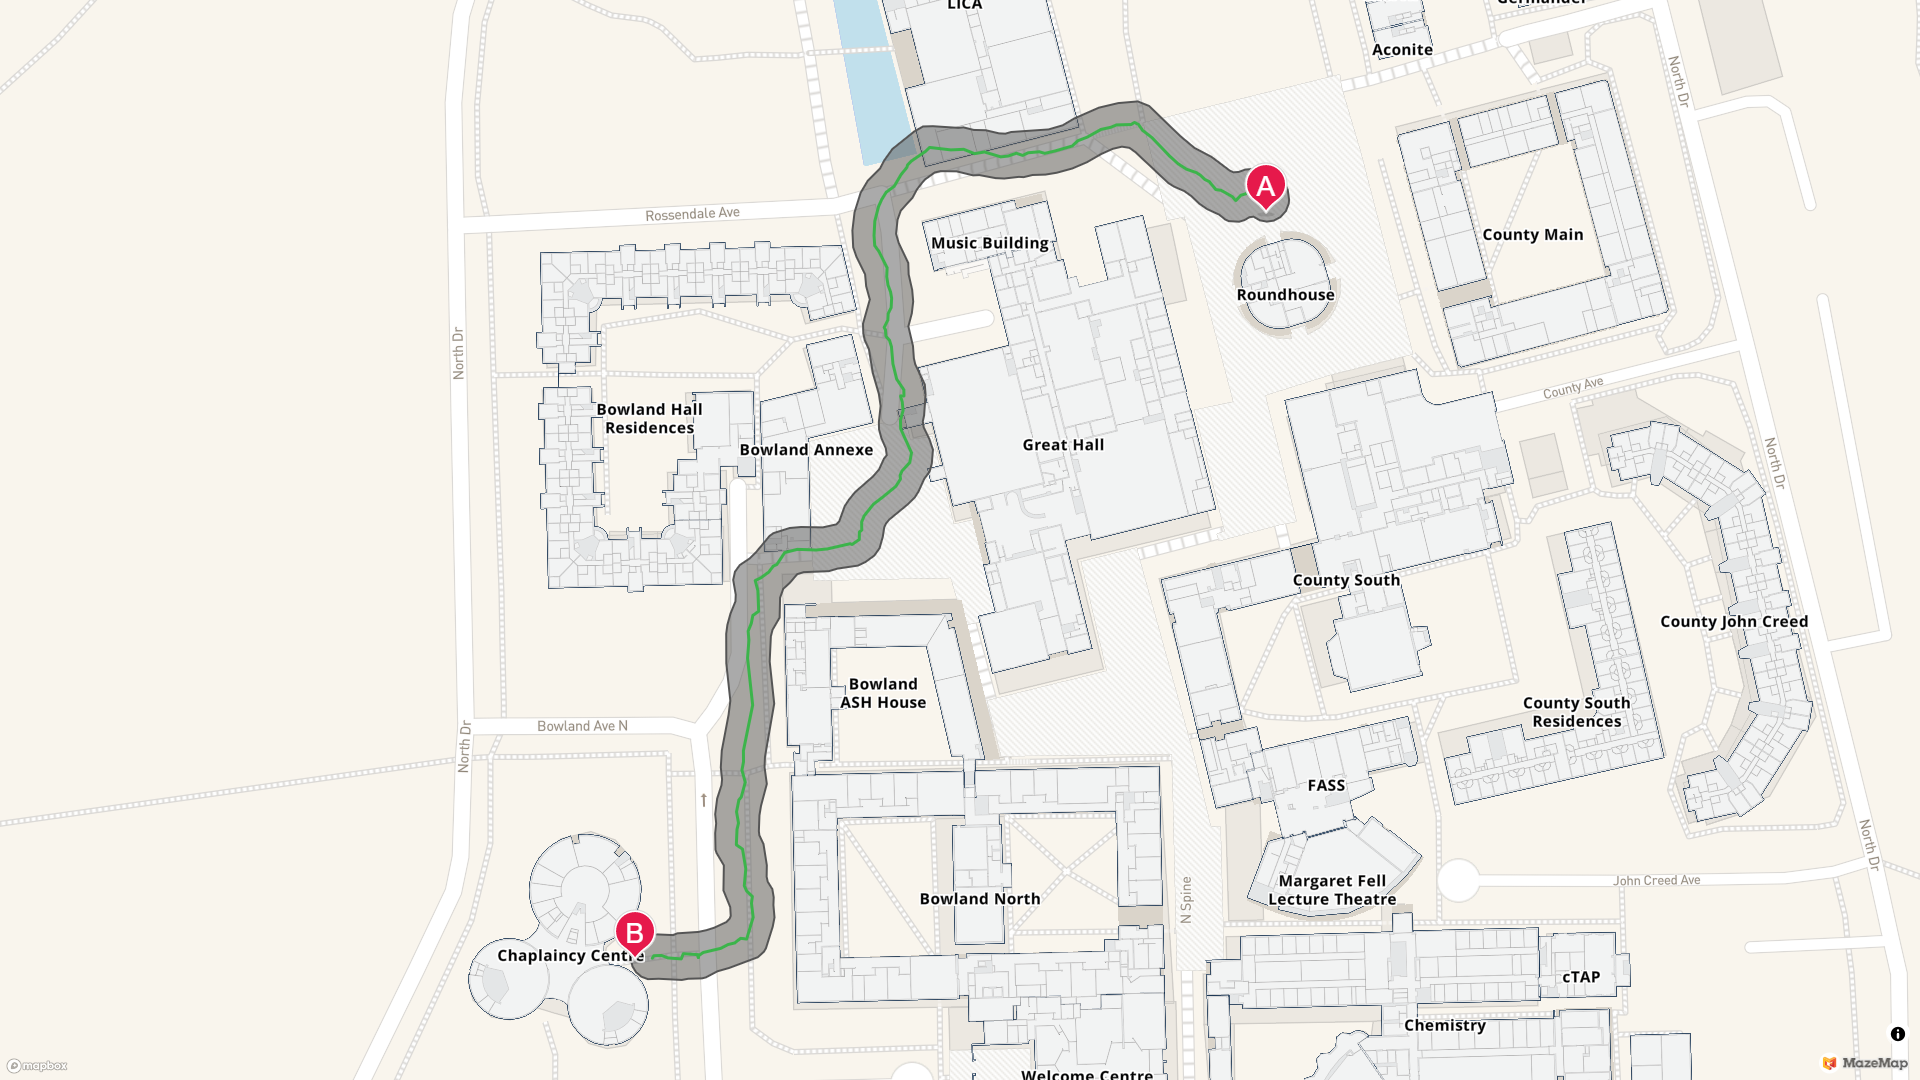 LICA
Germander
Aconite
North Dr
A
Rossendale Ave
Music Building
County Main
Roundhouse
North Dr
County Ave
Bowland Hall
Residences
Bowland Annexe
Great Hall
North Dr
County South
County John Creed
Bowland
ASH House
County South
Residences
Bowland Ave N
North Dr
FASS
Margaret Fell
Lecture Theatre
John Creed Ave
North Dr
Bowland North
N Spine
B
Chaplaincy Centre
cTAP
Chemistry
Welcome Centre
mapbox
i
MazeMap